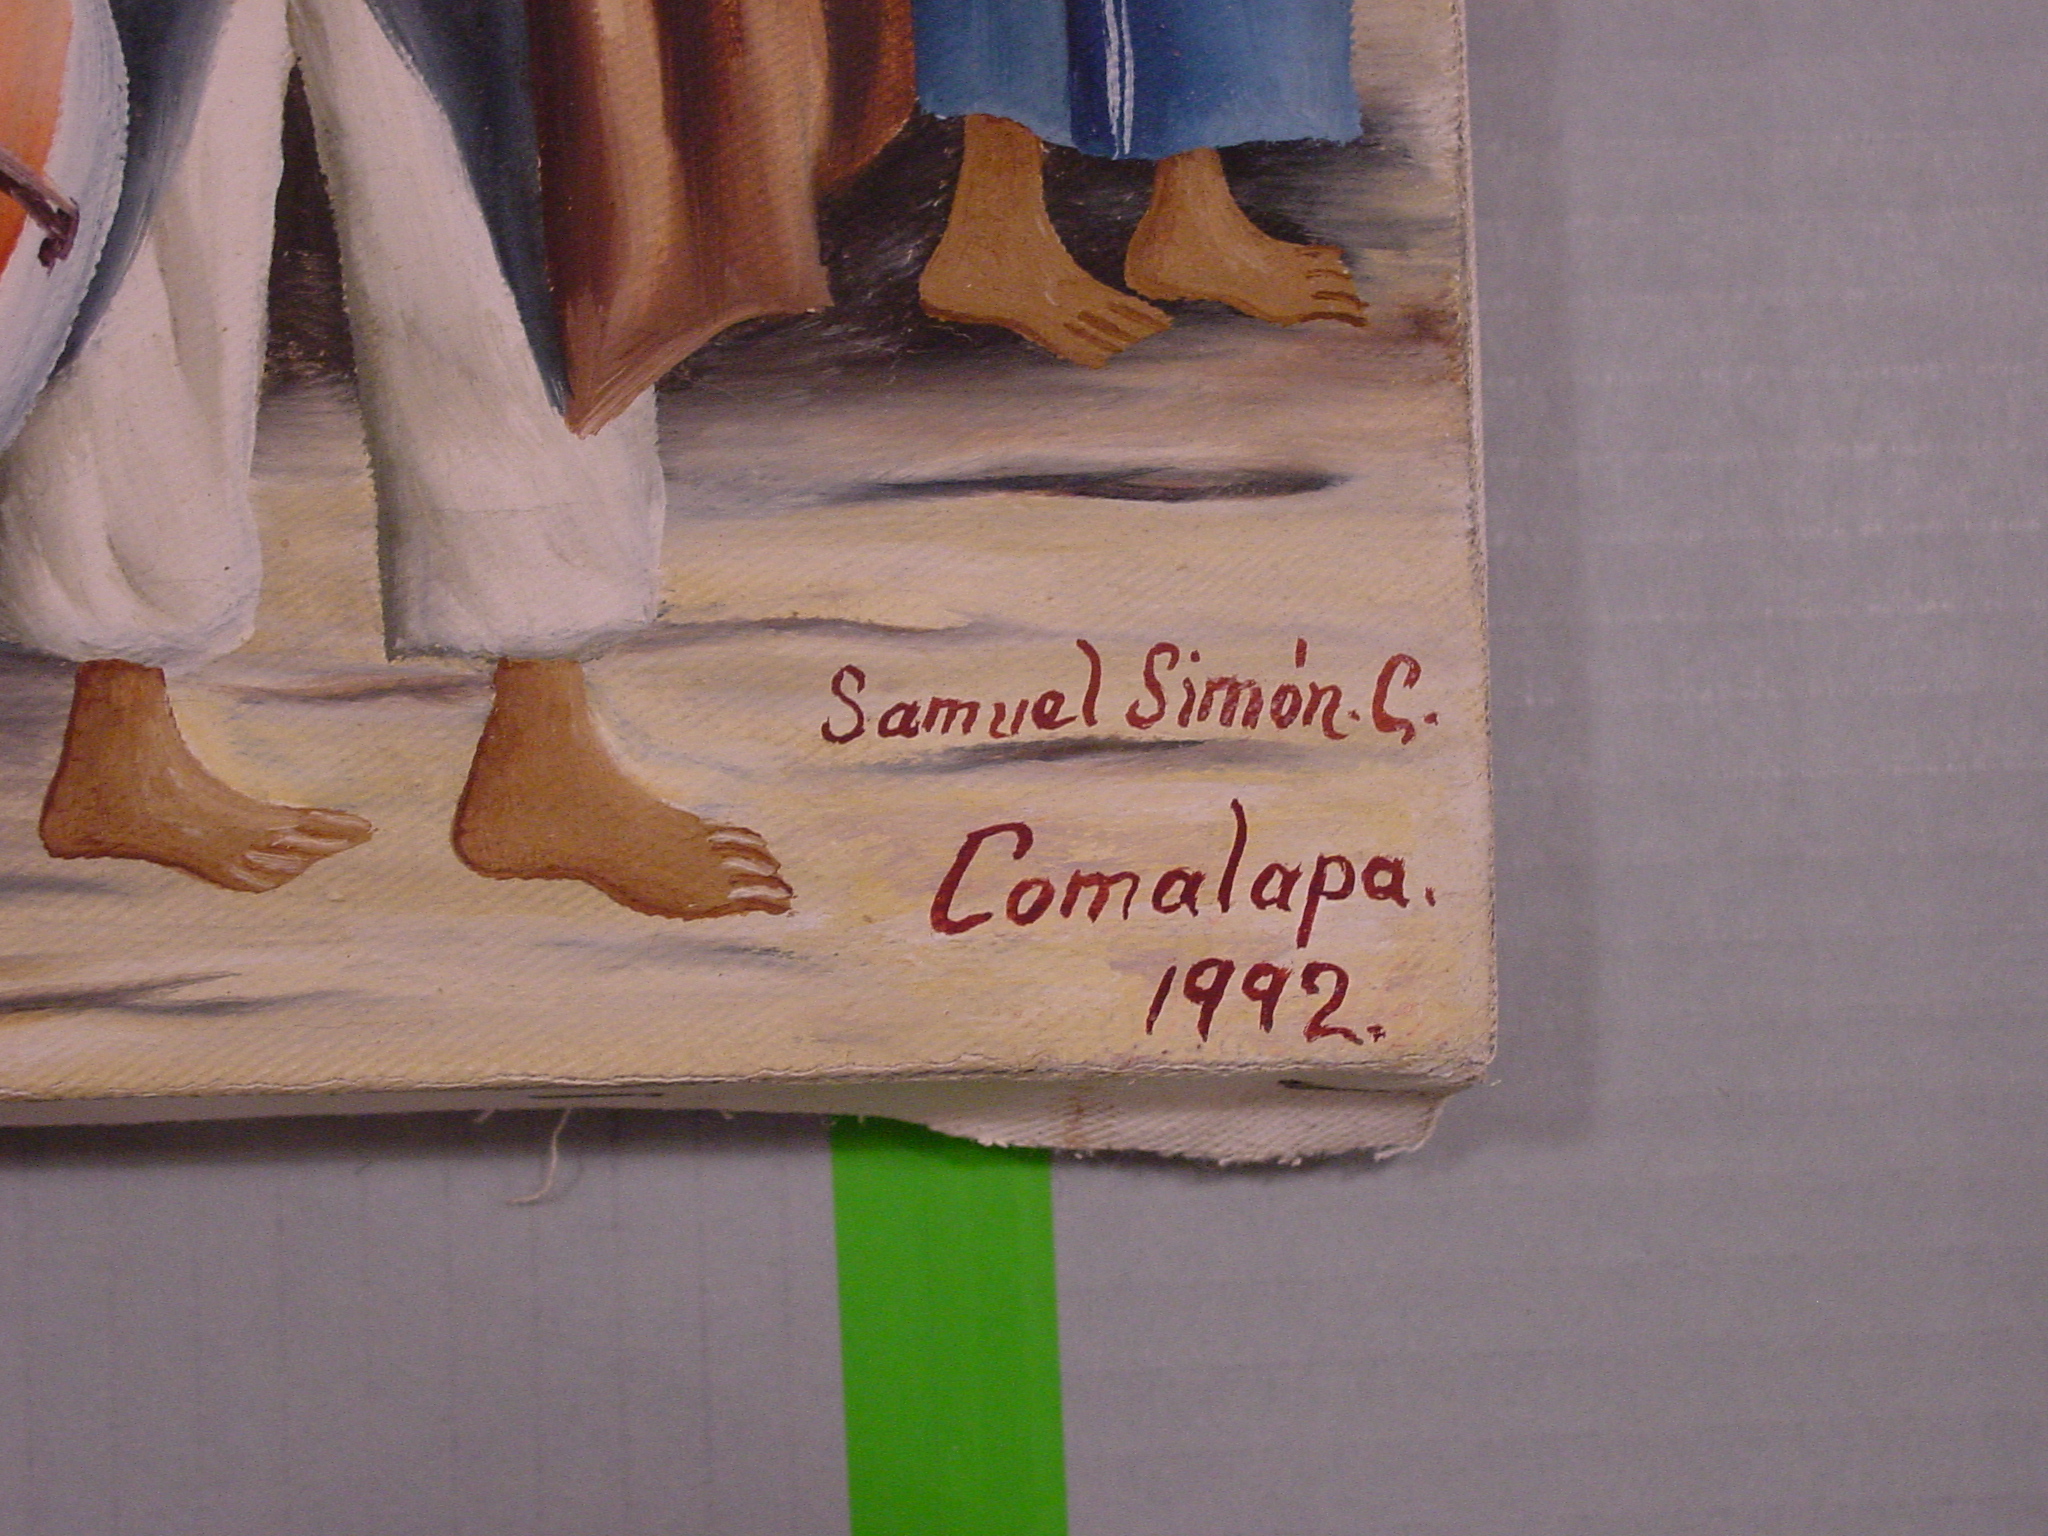 Samuel Simón. C.
Comalapa.
1992.